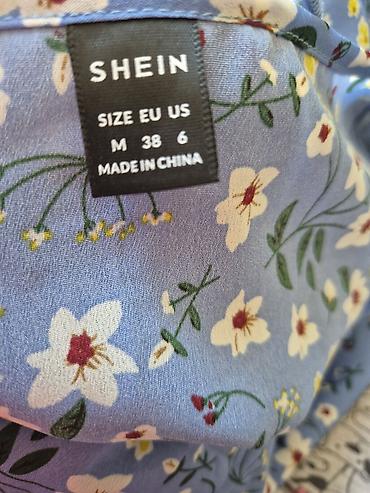 SHEIN
SIZE EU US
M 38 6
MADE IN CHINA